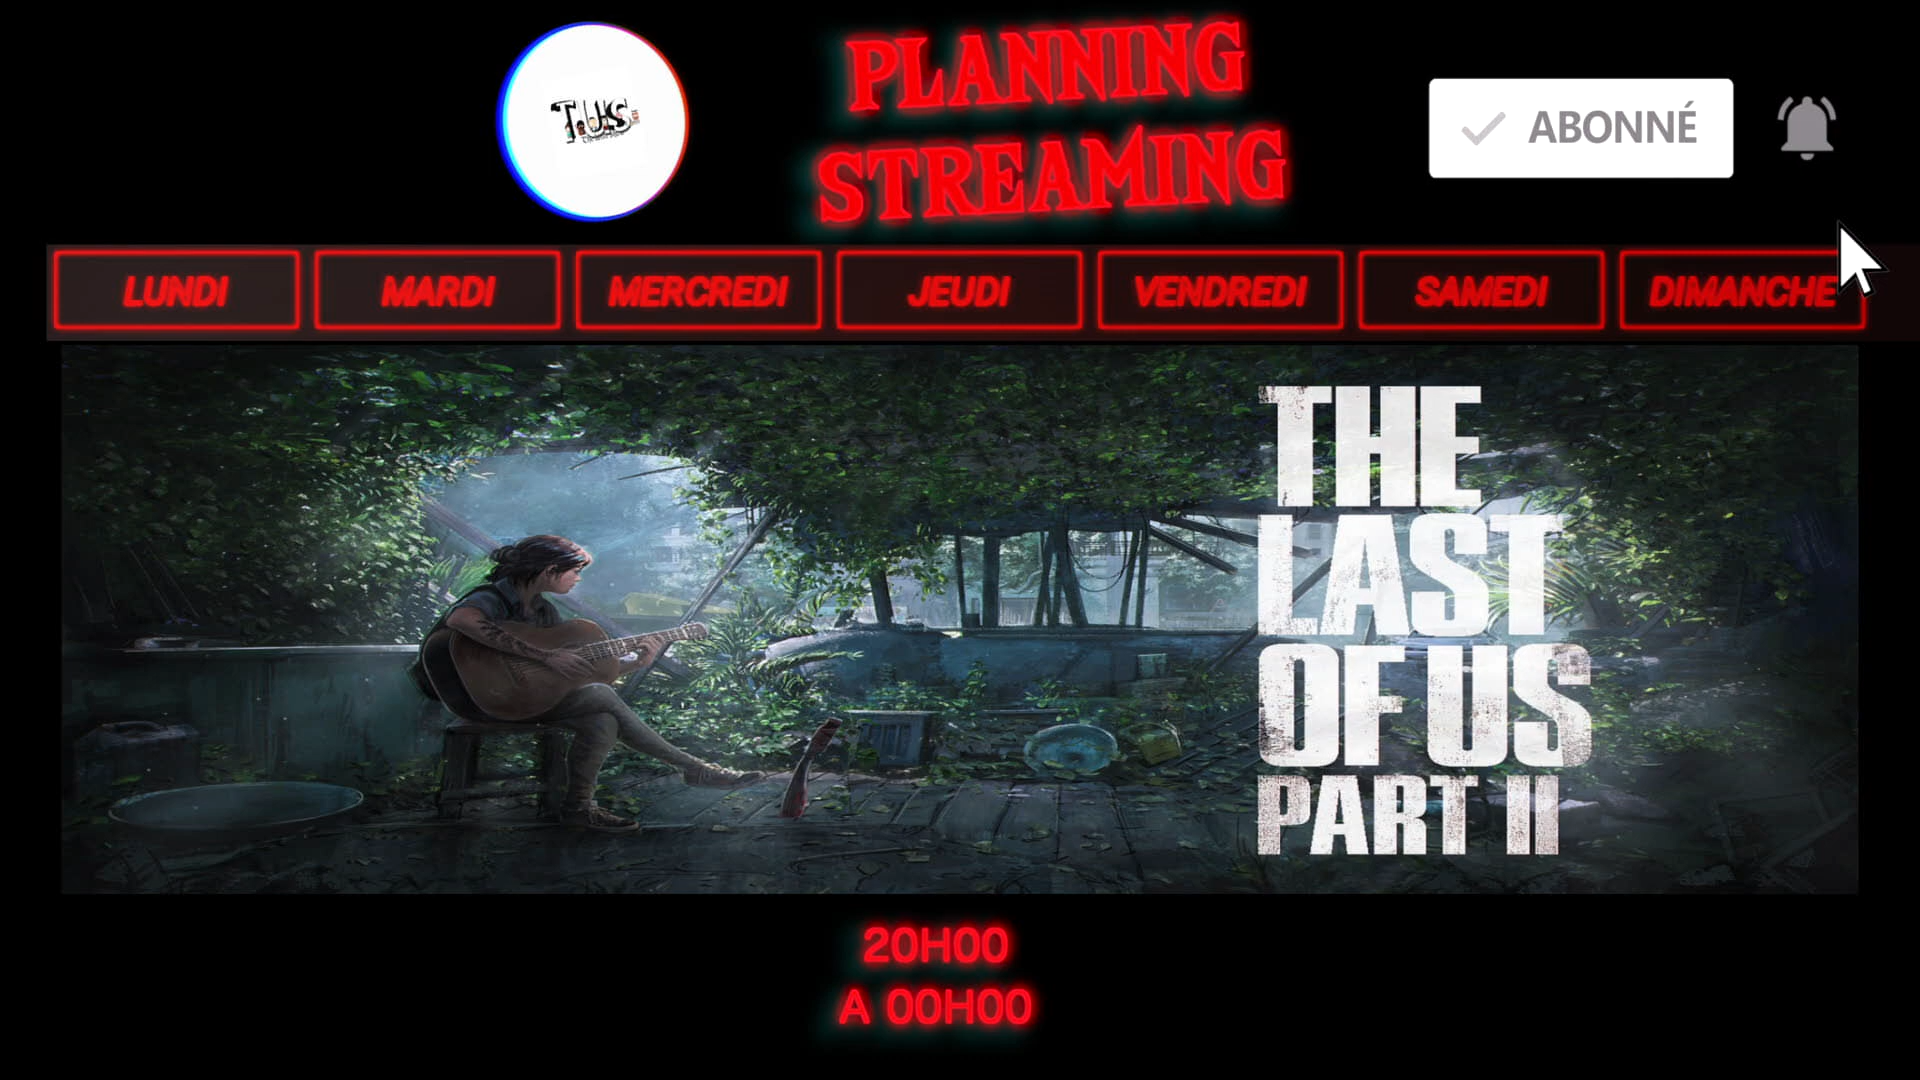 T.U.S.
PLANNING
STREAMING
ABONNÉ
LUNDI MARDI MERCREDI JEUDI VENDREDI SAMEDI DIMANCHE
THE
LAST
OF US
PART II
20H00
A 00H00